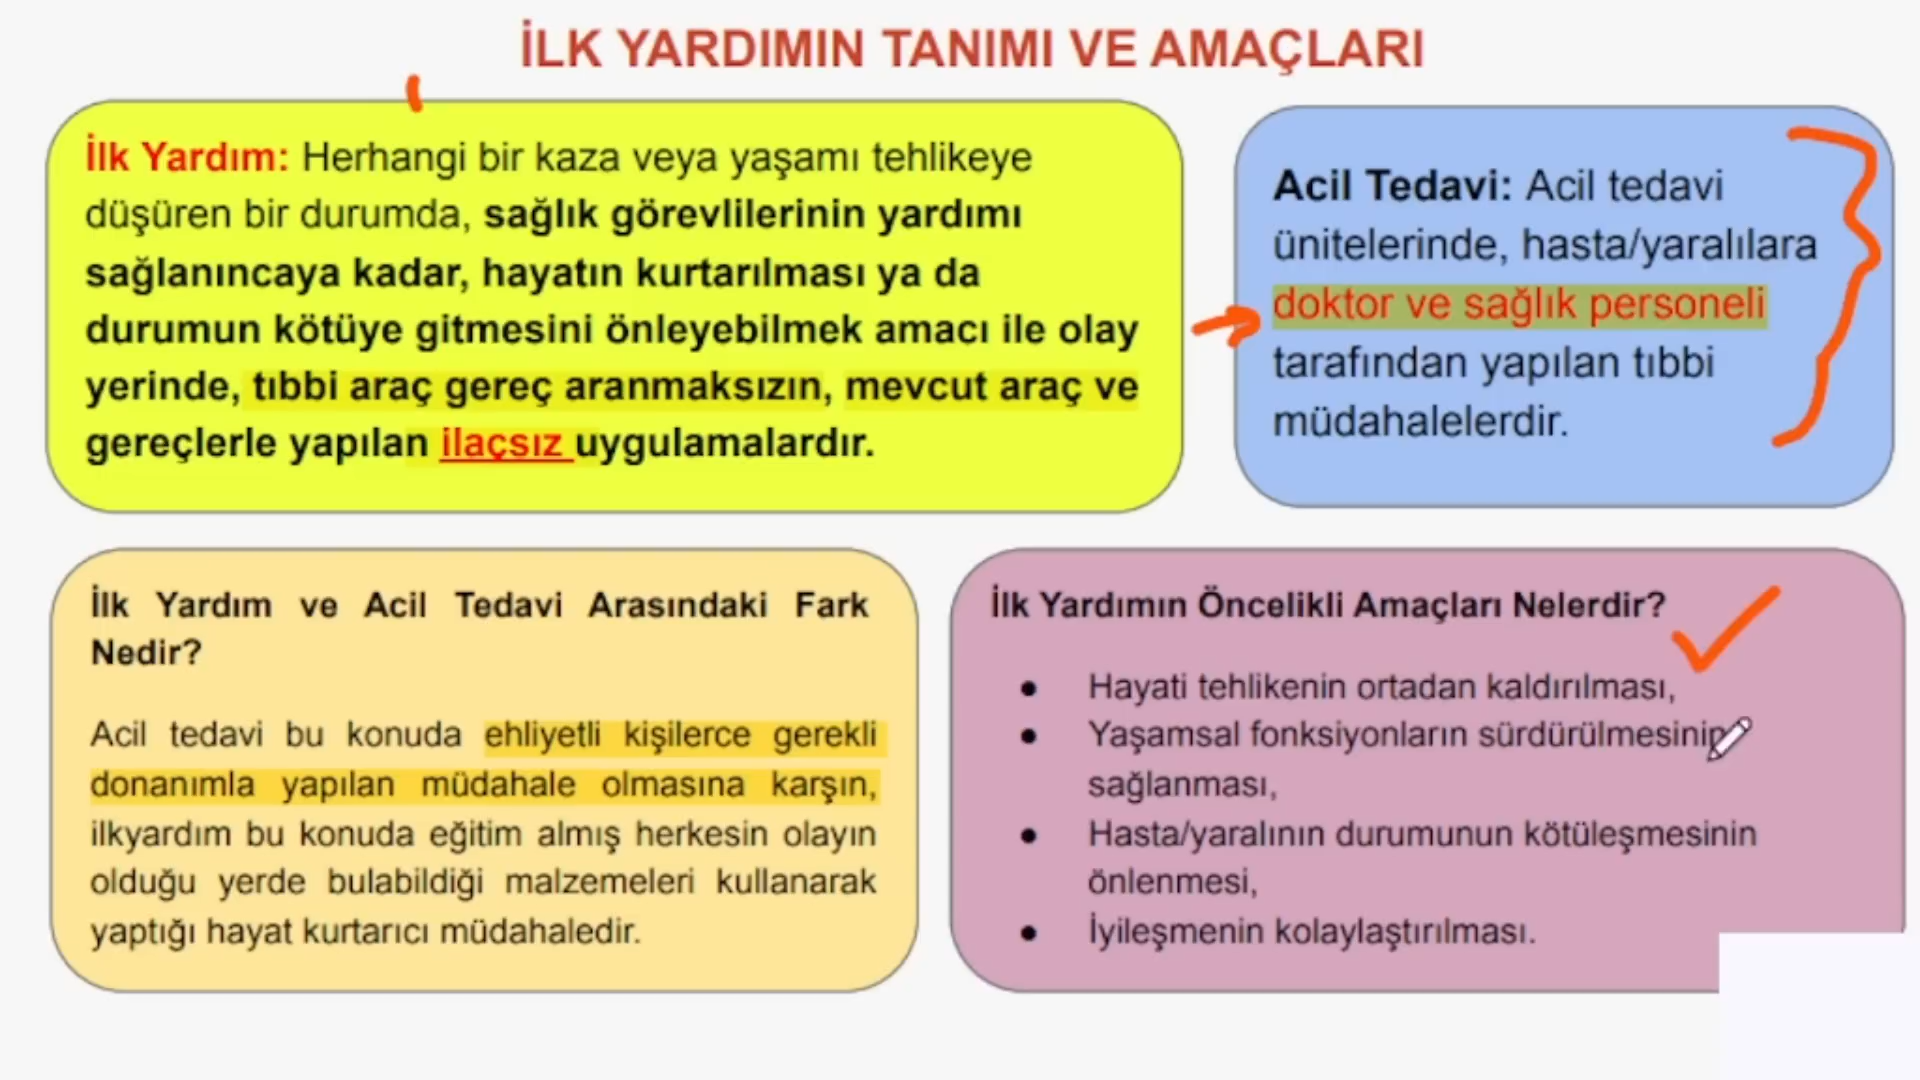 İLK YARDIMIN TANIMI VE AMAÇLARI
İlk Yardım: Herhangi bir kaza veya yaşamı tehlikeye
düşüren bir durumda, sağlık görevlilerinin yardımı
sağlanıncaya kadar, hayatın kurtarılması ya da
durumun kötüye gitmesini önleyebilmek amacı ile olay
yerinde, tıbbi araç gereç aranmaksızın, mevcut araç ve
gereçlerle yapılan ilaçsız uygulamalardır.
Acil Tedavi: Acil tedavi
ünitelerinde, hasta/yaralılara
doktor ve sağlık personeli
tarafından yapılan tıbbi
müdahalelerdir.
İlk Yardım ve Acil Tedavi Arasındaki Fark
Nedir?
Acil tedavi bu konuda ehliyetli kişilerce gerekli
donanımla yapılan müdahale olmasına karşın,
ilkyardım bu konuda eğitim almış herkesin olayın
olduğu yerde bulabildiği malzemeleri kullanarak
yaptığı hayat kurtarıcı müdahaledir.
İlk Yardımın Öncelikli Amaçları Nelerdir?
● Hayati tehlikenin ortadan kaldırılması,
● Yaşamsal fonksiyonların sürdürülmesinin
sağlanması,
● Hasta/yaralının durumunun kötüleşmesinin
önlenmesi,
● İyileşmenin kolaylaştırılması.